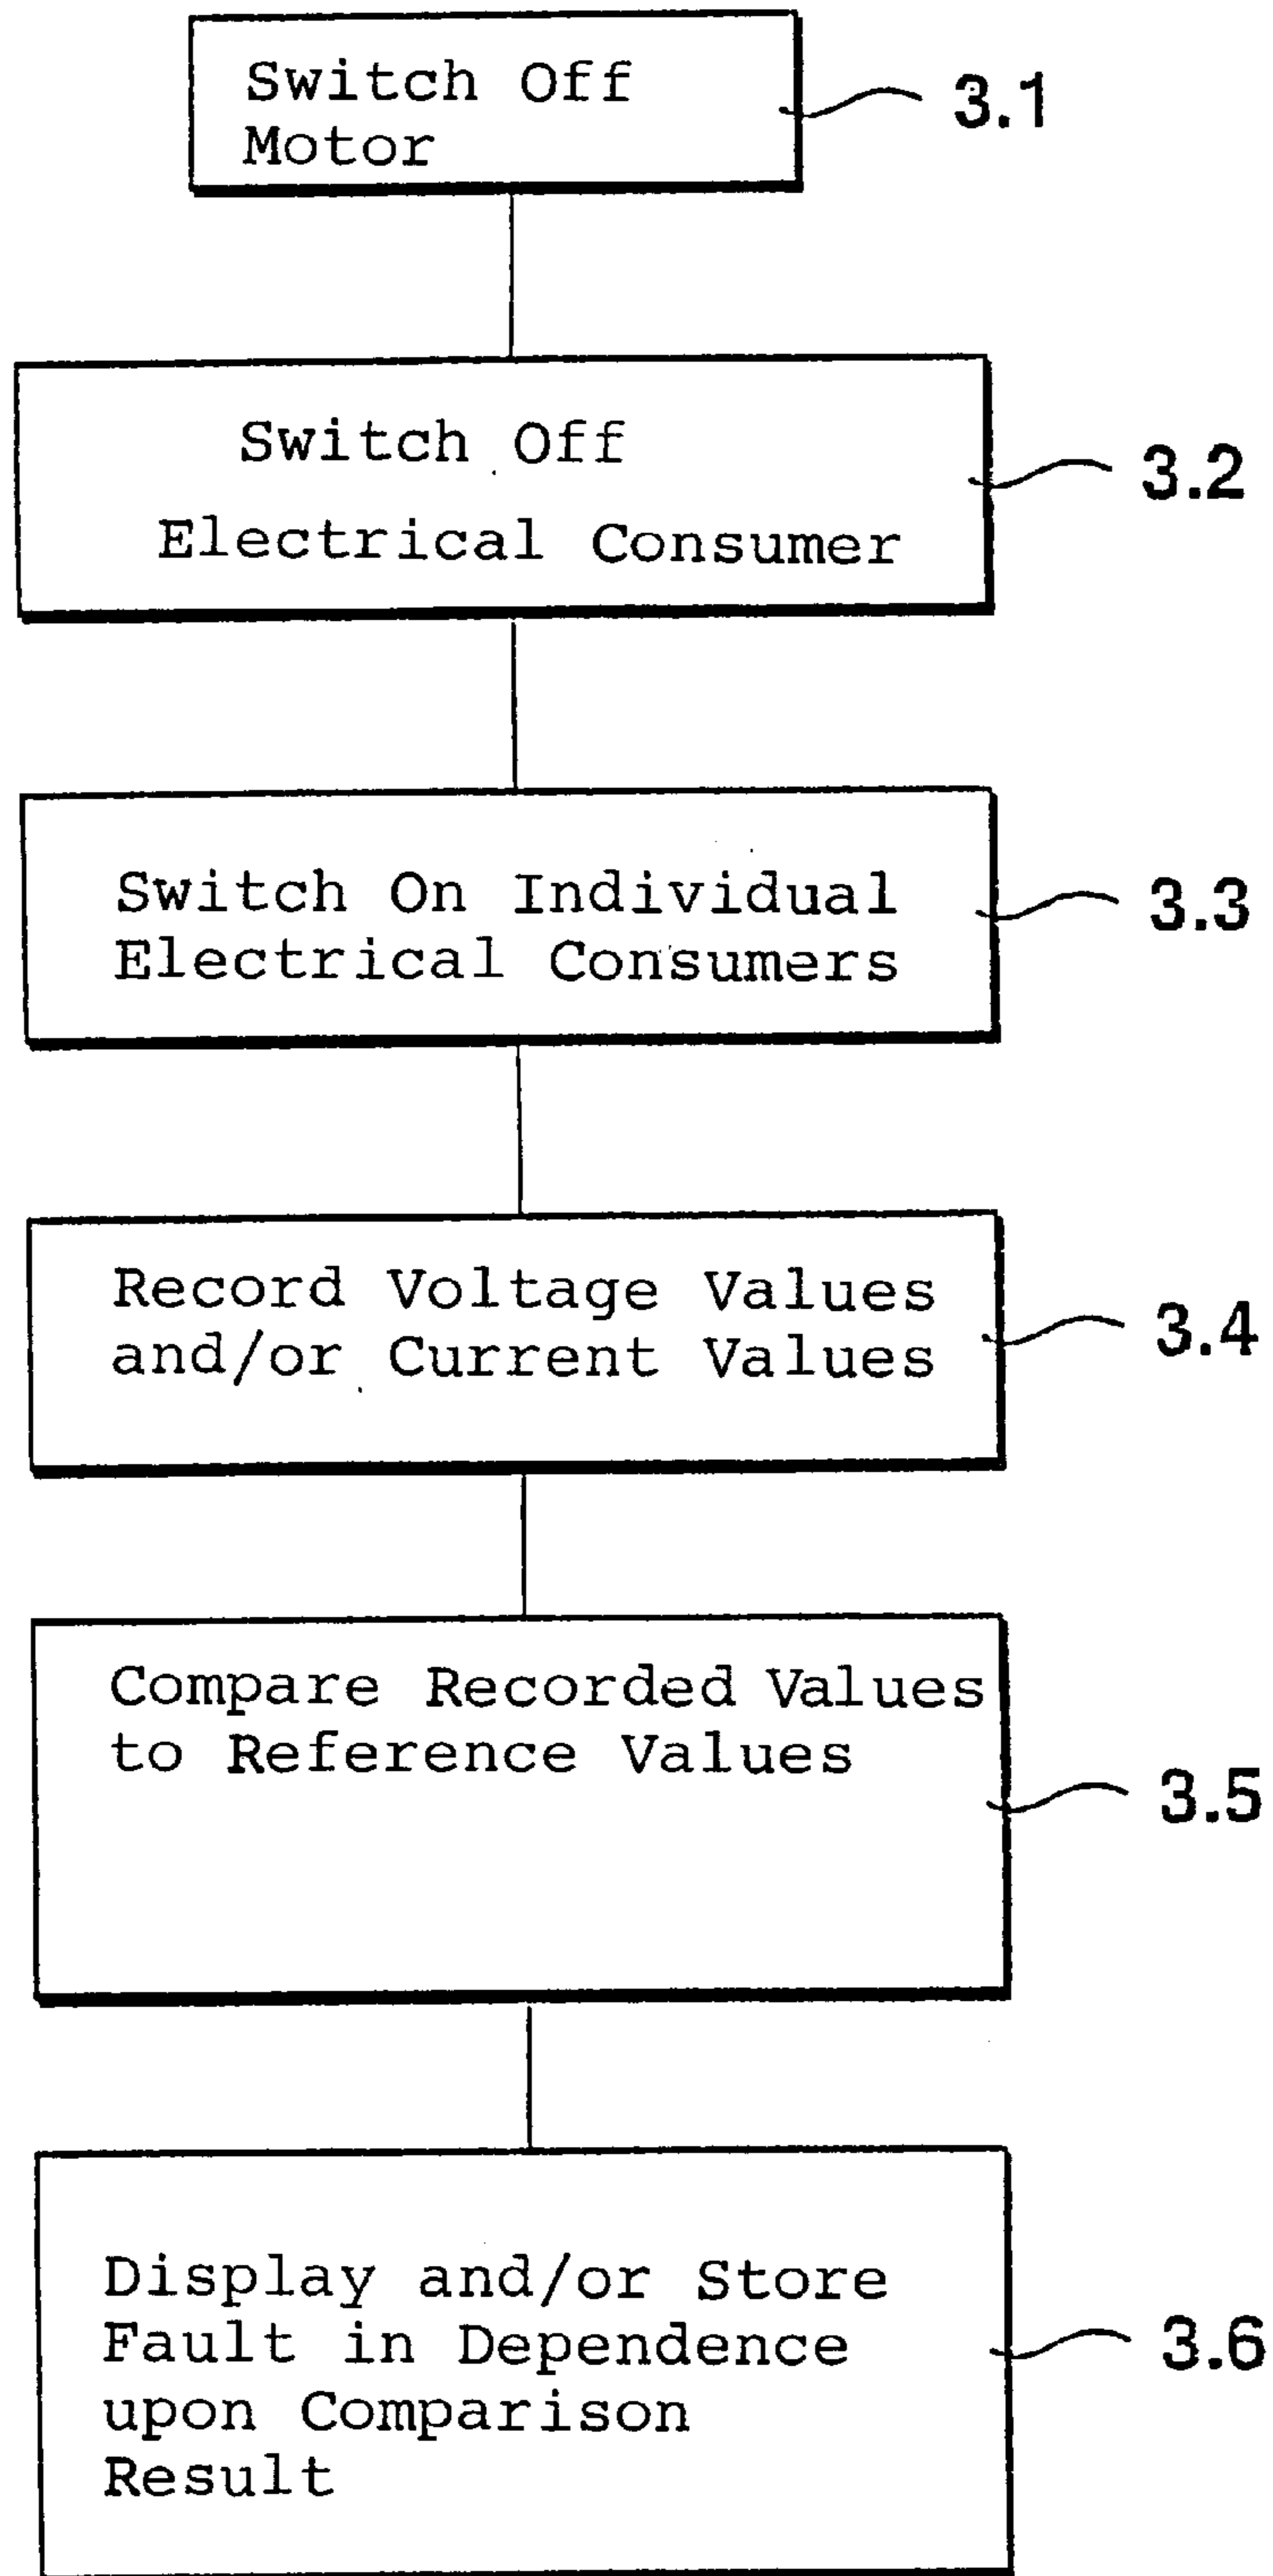 Switch Off
Motor
3.1
Switch Off
Electrical Consumer
3.2
Switch On Individual
Electrical Consumers
3.3
Record Voltage Values
and/or Current Values
3.4
Compare Recorded Values
to Reference Values
3.5
Display and/or Store
Fault in Dependence
upon Comparison
Result
3.6